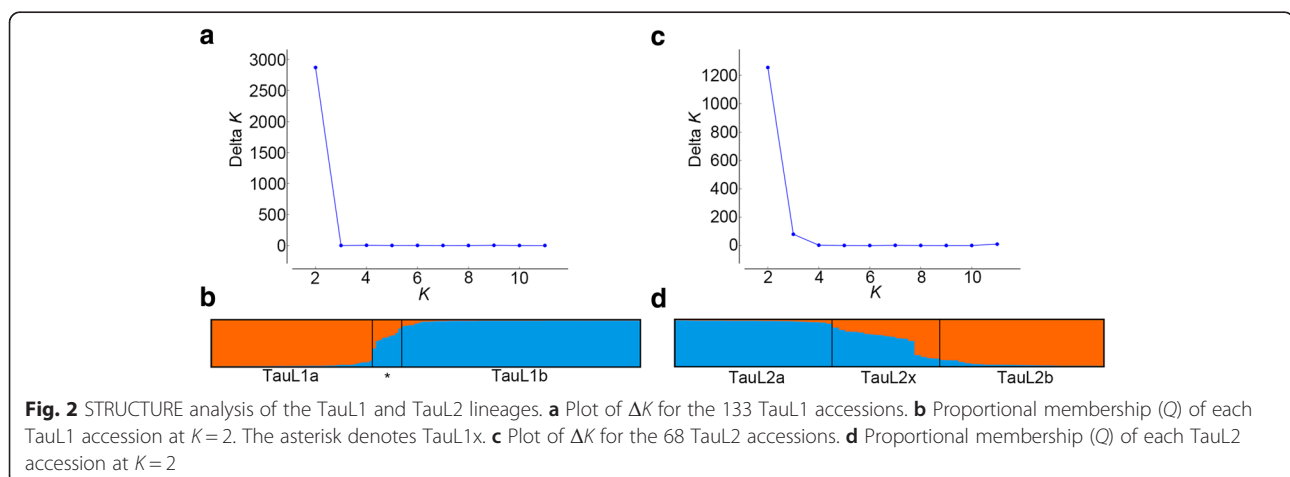 a
3000
2500
2000
1500
1000
500
0
Delta K
2 4 6 8 10
K
b
TauL1a * TauL1b
c
1200
1000
800
600
400
200
0
Delta K
2 4 6 8 10
K
d
TauL2a TauL2x TauL2b
Fig. 2 STRUCTURE analysis of the TauL1 and TauL2 lineages. a Plot of ΔK for the 133 TauL1 accessions. b Proportional membership (Q) of each
TauL1 accession at K = 2. The asterisk denotes TauL1x. c Plot of ΔK for the 68 TauL2 accessions. d Proportional membership (Q) of each TauL2
accession at K = 2